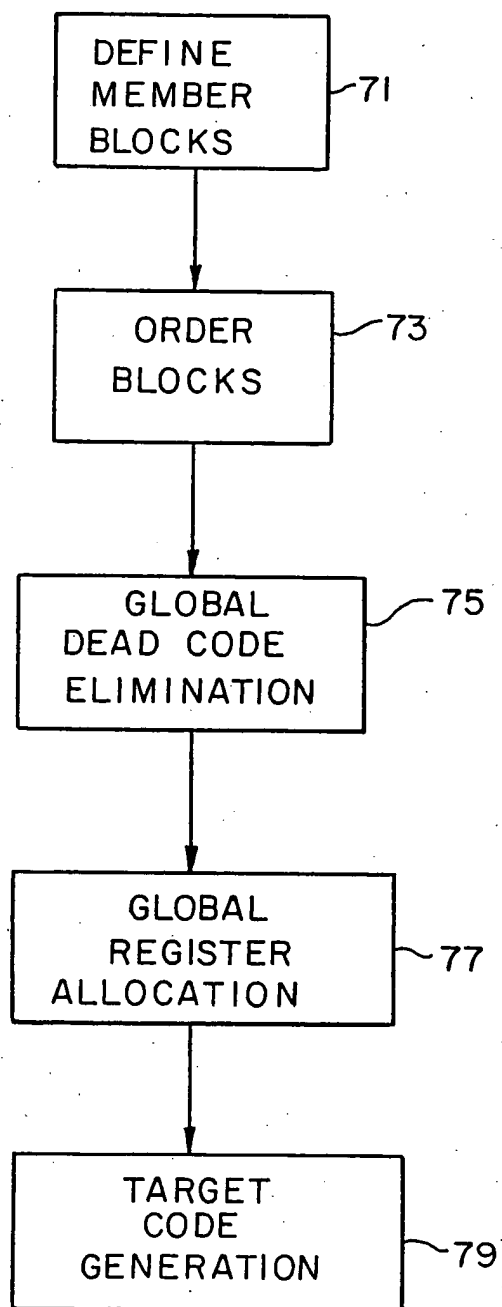 DEFINE
MEMBER
BLOCKS
71
ORDER
BLOCKS
73
GLOBAL
DEAD CODE
ELIMINATION
75
GLOBAL
REGISTER
ALLOCATION
77
TARGET
CODE
GENERATION
79